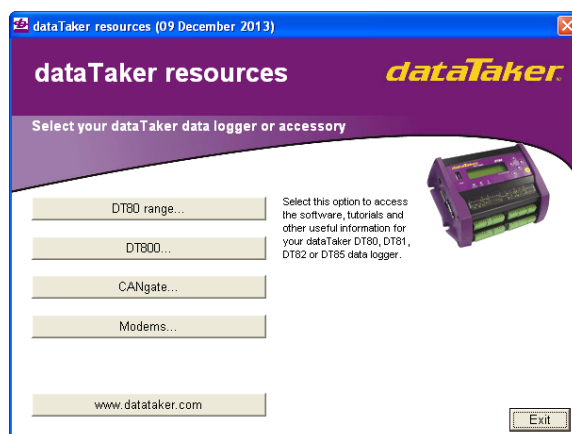 dataTaker resources (09 December 2013)
dataTaker resources
dataTaker
Select your dataTaker data logger or accessory
DT80 range...
Select this option to access
the software, tutorials and
other useful information for
your dataTaker DT80, DT81,
DT82 or DT85 data logger.
DT800...
CANgate...
Modems...
www.datataker.com
Exit